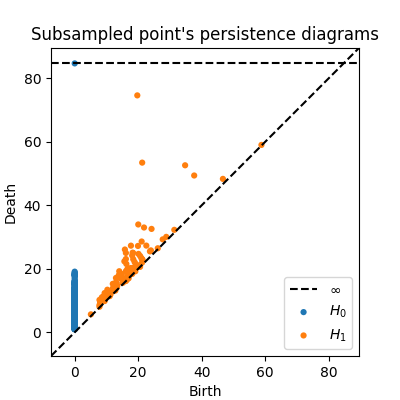 Subsampled point's persistence diagrams
Death
80
60
40
20
0
0 20 40 60 80
Birth
∞
H₀
H₁